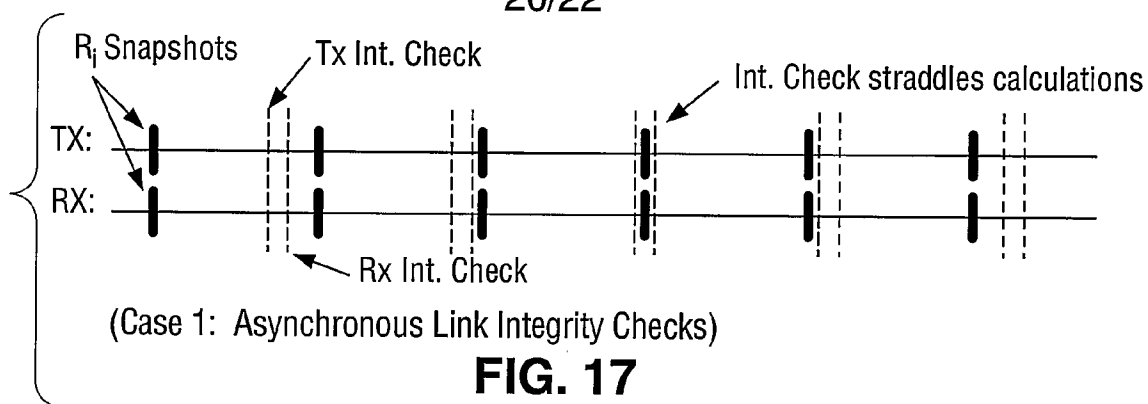 20/22
Ri Snapshots
Tx Int. Check
Int. Check straddles calculations
TX:
RX:
Rx Int. Check
(Case 1: Asynchronous Link Integrity Checks)
FIG. 17